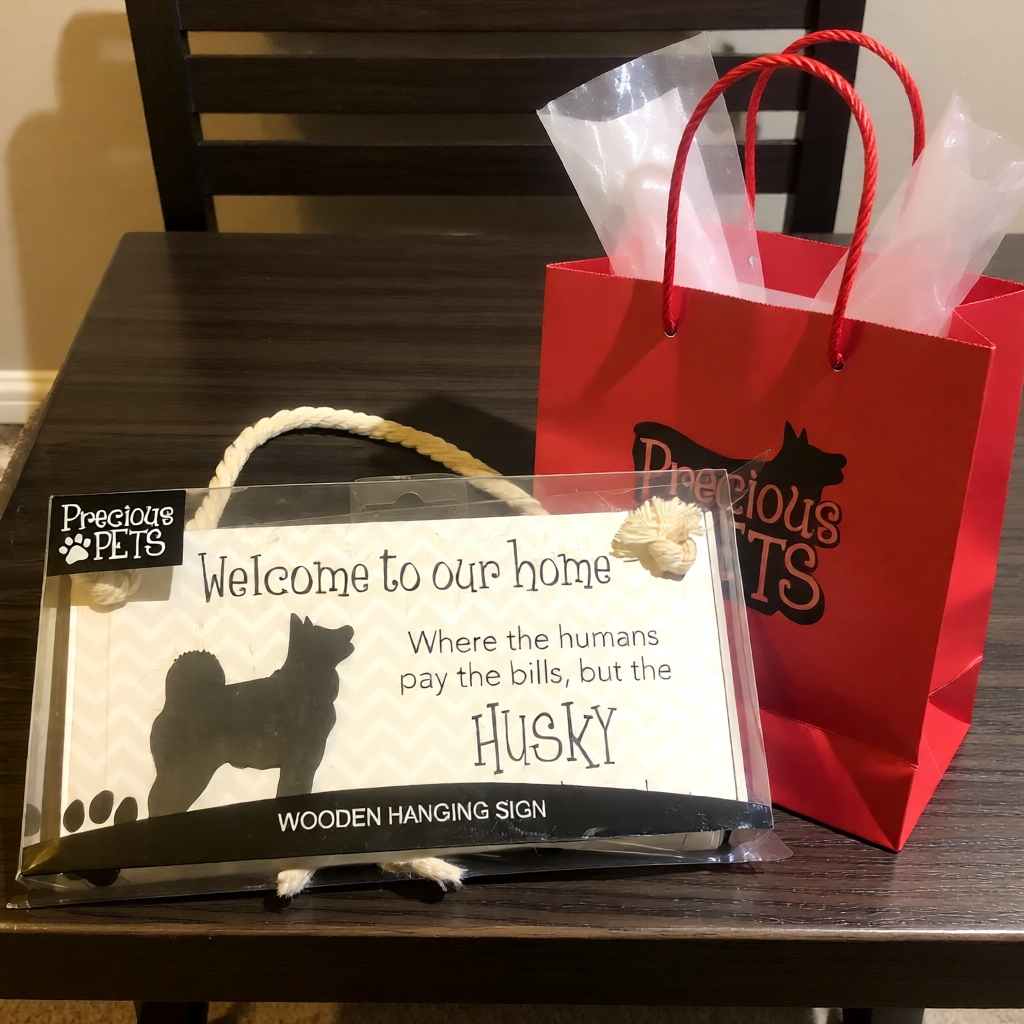 Precious
PETS
Welcome to our home
Where the humans
pay the bills, but the
HUSKY
WOODEN HANGING SIGN
Precious
PETS